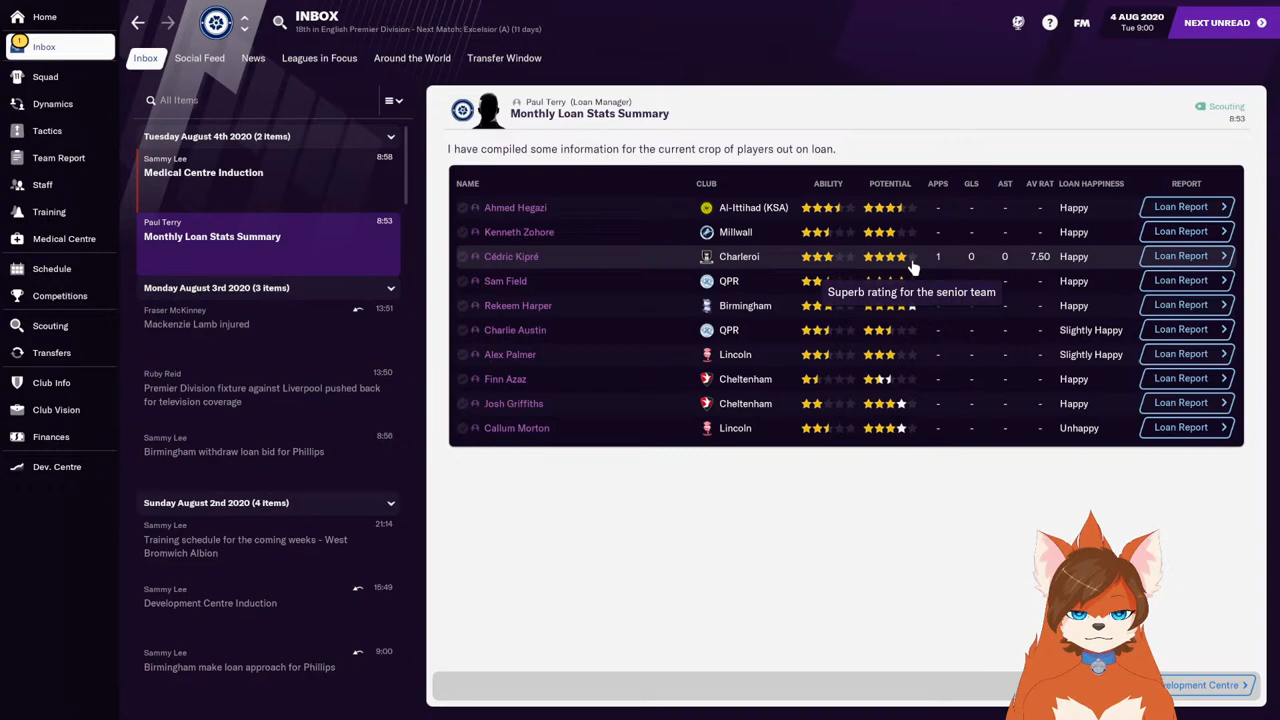 Home
1
Inbox
Squad
Dynamics
Tactics
Team Report
Staff
Training
Medical Centre
Schedule
Competitions
Scouting
Transfers
Club Info
Club Vision
Finances
Dev. Centre
INBOX
18th in English Premier Division - Next Match: Excelsior (A) (11 days)
FM
4 AUG 2020
Tue 9:00
NEXT UNREAD
Inbox Social Feed News Leagues in Focus Around the World Transfer Window
All Items
Tuesday August 4th 2020 (2 items)
Sammy Lee 8:58
Medical Centre Induction
Paul Terry 8:53
Monthly Loan Stats Summary
Monday August 3rd 2020 (3 items)
Fraser McKinney 13:51
Mackenzie Lamb injured
Ruby Reid 13:50
Premier Division fixture against Liverpool pushed back
for television coverage
Sammy Lee 8:56
Birmingham withdraw loan bid for Phillips
Sunday August 2nd 2020 (4 items)
Sammy Lee 21:14
Training schedule for the coming weeks - West
Bromwich Albion
Sammy Lee 15:49
Development Centre Induction
Sammy Lee 9:00
Birmingham make loan approach for Phillips
Paul Terry (Loan Manager)
Monthly Loan Stats Summary
Scouting
8:53
I have compiled some information for the current crop of players out on loan.
NAME CLUB ABILITY POTENTIAL APPS GLS AST AV RAT LOAN HAPPINESS REPORT
Ahmed Hegazi Al-Ittihad (KSA) - - - - Happy Loan Report
Kenneth Zohore Millwall - - - - Happy Loan Report
Cédric Kipré Charleroi 1 0 0 7.50 Happy Loan Report
Sam Field QPR - Happy Loan Report
Superb rating for the senior team
Rekeem Harper Birmingham - - - - Happy Loan Report
Charlie Austin QPR - - - - Slightly Happy Loan Report
Alex Palmer Lincoln - - - - Slightly Happy Loan Report
Finn Azaz Cheltenham - - - - Happy Loan Report
Josh Griffiths Cheltenham - - - - Happy Loan Report
Callum Morton Lincoln - - - - Unhappy Loan Report
Centre